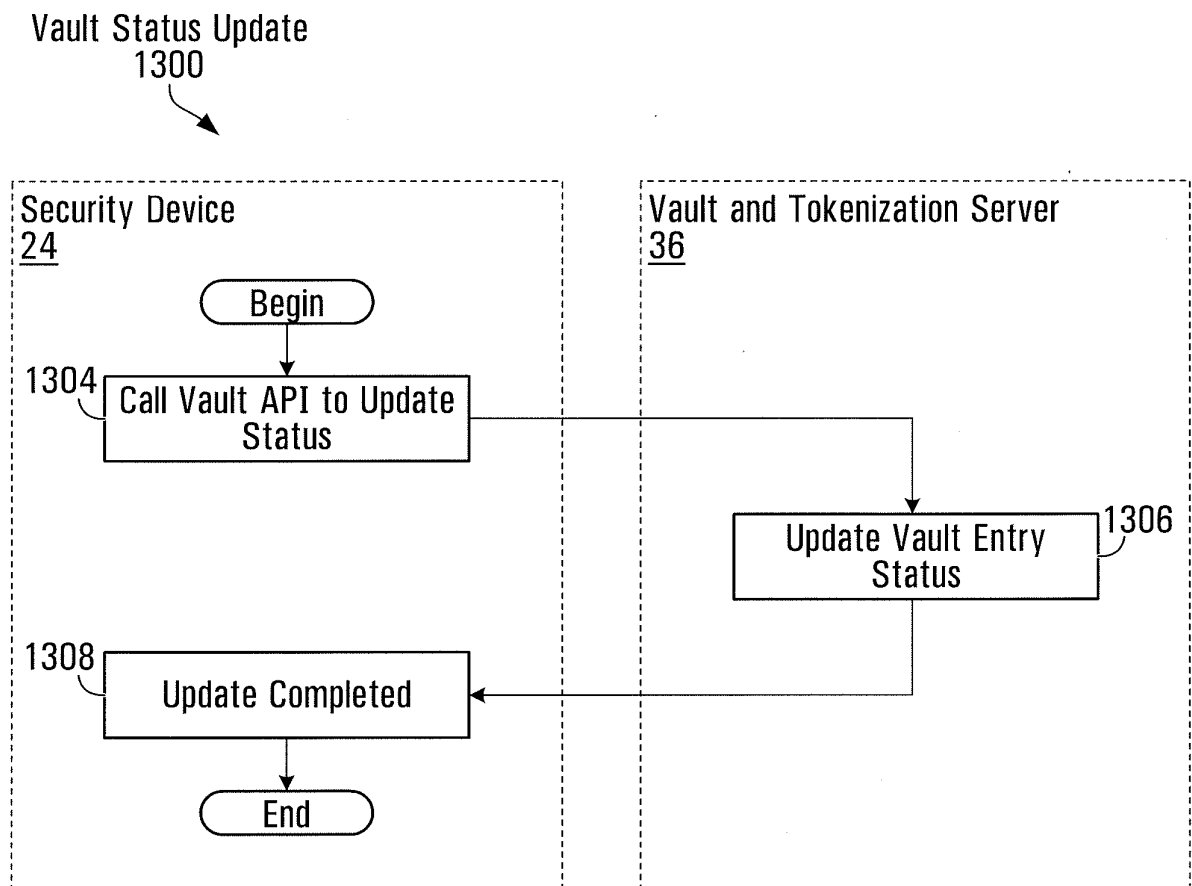 Vault Status Update
1300
Security Device
24
Vault and Tokenization Server
36
Begin
1304
Call Vault API to Update
Status
Update Vault Entry
Status
1306
1308
Update Completed
End